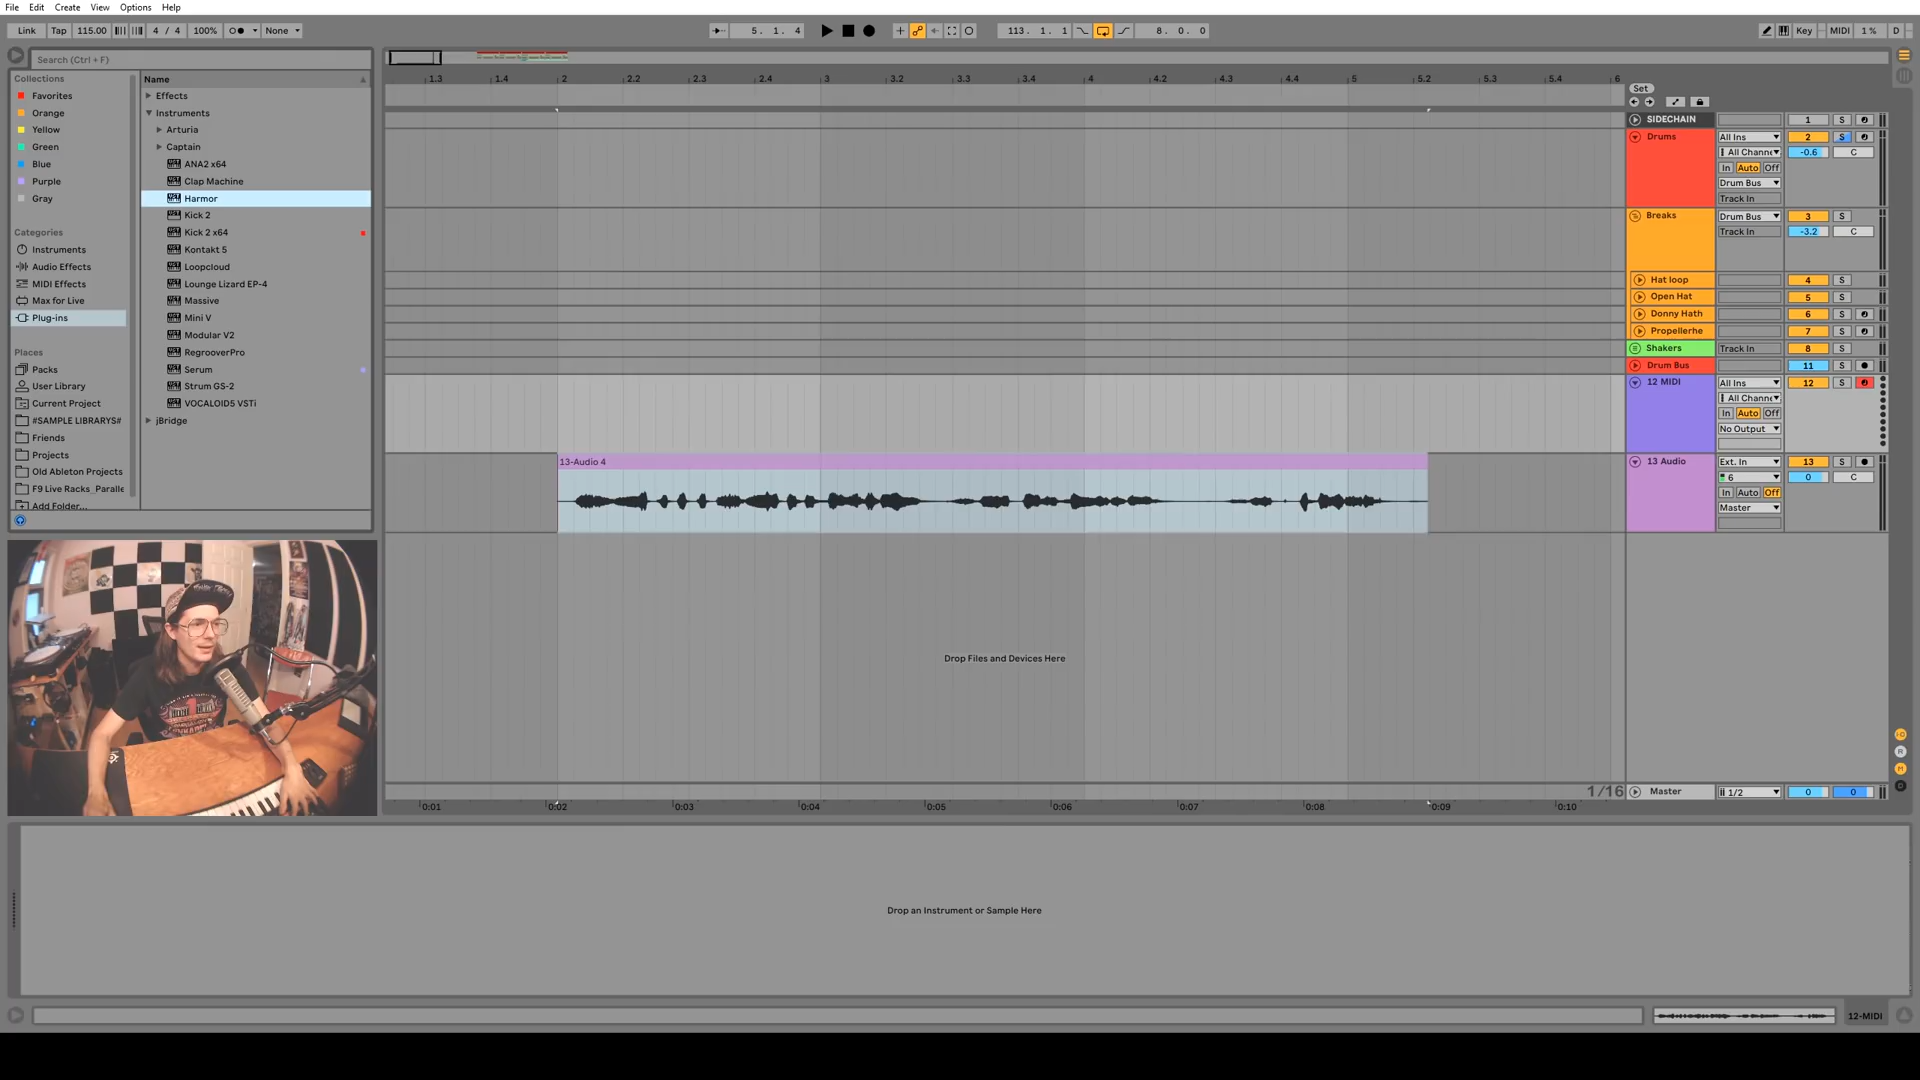 File Edit Create View Options Help
Link Tap 115.00 4 / 4 100% None 5. 1. 4 113. 1. 1 8. 0. 0 Key MIDI 1 % D
Search (Ctrl + F)
Collections
Favorites
Orange
Yellow
Green
Blue
Purple
Gray
Categories
Instruments
Audio Effects
MIDI Effects
Max for Live
Plug-ins
Places
Packs
User Library
Current Project
#SAMPLE LIBRARYS#
Friends
Projects
Old Ableton Projects
F9 Live Racks_Paralle
Add Folder...
Name
Effects
Instruments
Arturia
Captain
ANA2 x64
Clap Machine
Harmor
Kick 2
Kick 2 x64
Kontakt 5
Loopcloud
Lounge Lizard EP-4
Massive
Mini V
Modular V2
RegrooverPro
Serum
Strum GS-2
VOCALOID5 VSTi
jBridge
1.3 1.4 2 2.2 2.3 2.4 3 3.2 3.3 3.4 4 4.2 4.3 4.4 5 5.2 5.3 5.4 6
13-Audio 4
Drop Files and Devices Here
1/16
0:01 0:02 0:03 0:04 0:05 0:06 0:07 0:08 0:09 0:10
Set
SIDECHAIN 1 S
Drums All Ins 2 S
All Channe -0.6 C
In Auto Off
Drum Bus
Track In
Breaks Drum Bus 3 S
Track In -3.2 C
Hat loop 4 S
Open Hat 5 S
Donny Hath 6 S
Propellerhe 7 S
Shakers Track In 8 S
Drum Bus 11 S
12 MIDI All Ins 12 S
All Channe
In Auto Off
No Output
13 Audio Ext. In 13 S
6 0 C
In Auto Off
Master
Master 1/2 0 0
Drop an Instrument or Sample Here
12-MIDI